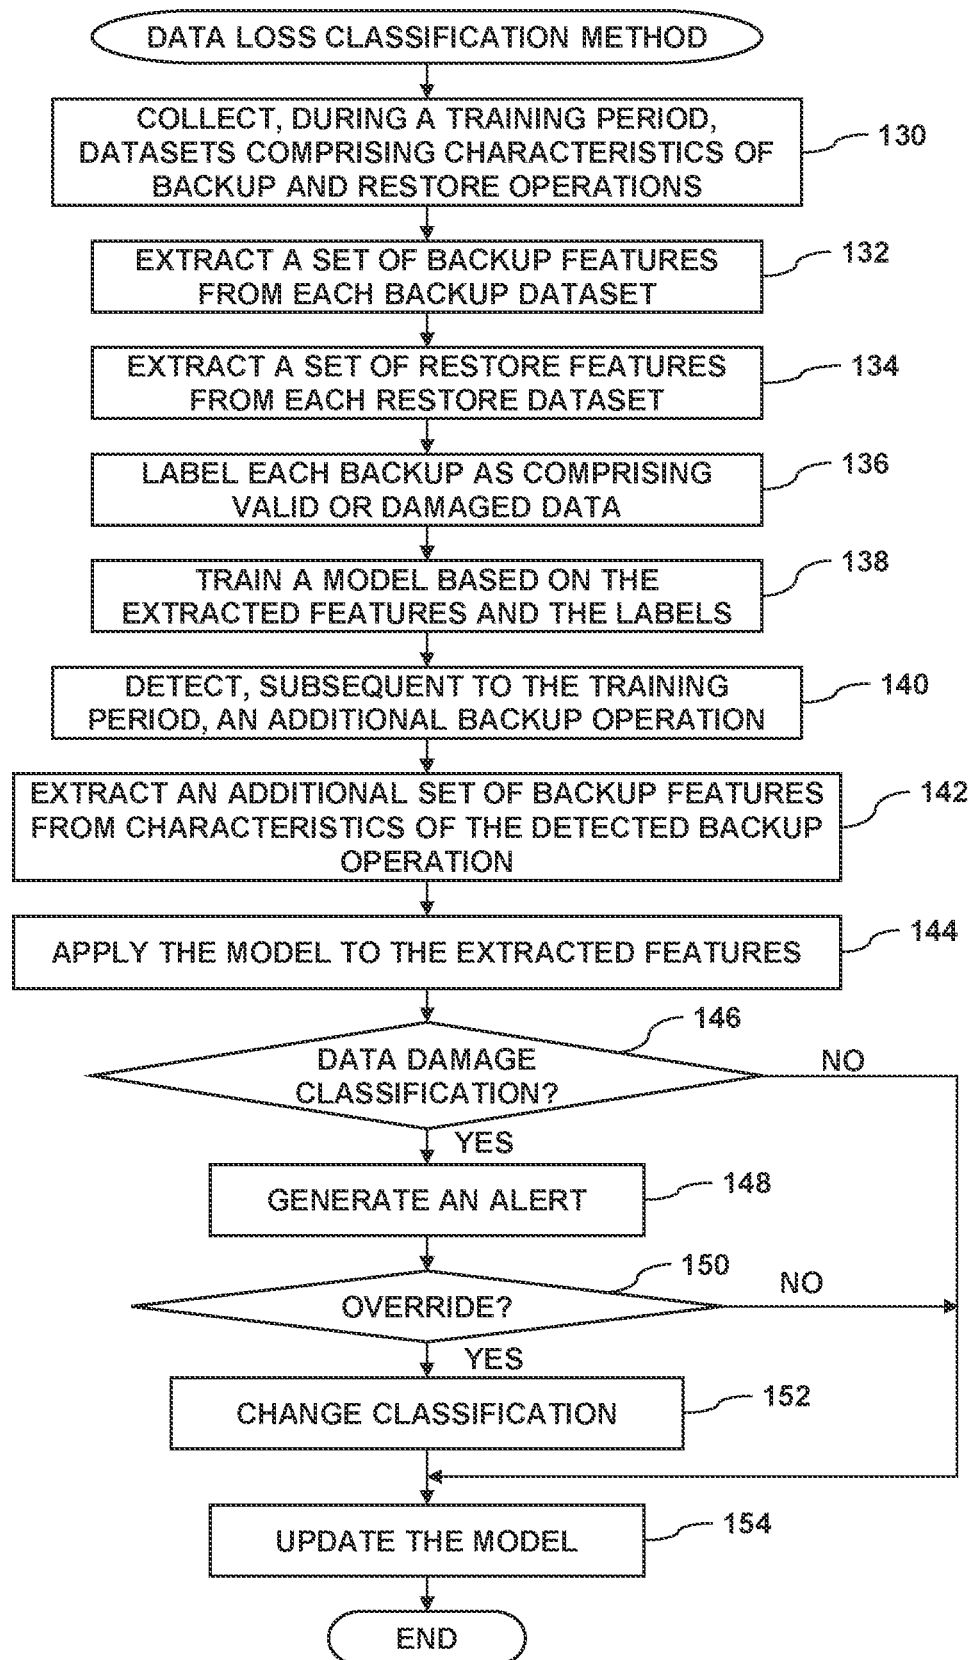 DATA LOSS CLASSIFICATION METHOD
COLLECT, DURING A TRAINING PERIOD,
DATASETS COMPRISING CHARACTERISTICS OF
BACKUP AND RESTORE OPERATIONS
130
EXTRACT A SET OF BACKUP FEATURES
FROM EACH BACKUP DATASET
132
EXTRACT A SET OF RESTORE FEATURES
FROM EACH RESTORE DATASET
134
LABEL EACH BACKUP AS COMPRISING
VALID OR DAMAGED DATA
136
TRAIN A MODEL BASED ON THE
EXTRACTED FEATURES AND THE LABELS
138
DETECT, SUBSEQUENT TO THE TRAINING
PERIOD, AN ADDITIONAL BACKUP OPERATION
140
EXTRACT AN ADDITIONAL SET OF BACKUP FEATURES
FROM CHARACTERISTICS OF THE DETECTED BACKUP
OPERATION
142
APPLY THE MODEL TO THE EXTRACTED FEATURES
144
DATA DAMAGE
CLASSIFICATION?
146
NO
YES
GENERATE AN ALERT
148
OVERRIDE?
150
NO
YES
CHANGE CLASSIFICATION
152
UPDATE THE MODEL
154
END